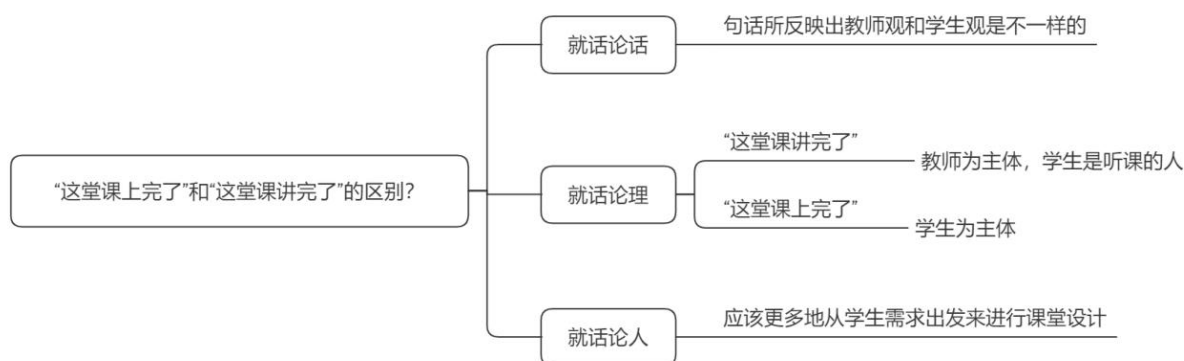 “这堂课上完了”和“这堂课讲完了”的区别？
就话论话
句话所反映出教师观和学生观是不一样的
就话论理
“这堂课讲完了”
教师为主体，学生是听课的人
“这堂课上完了”
学生为主体
就话论人
应该更多地从学生需求出发来进行课堂设计